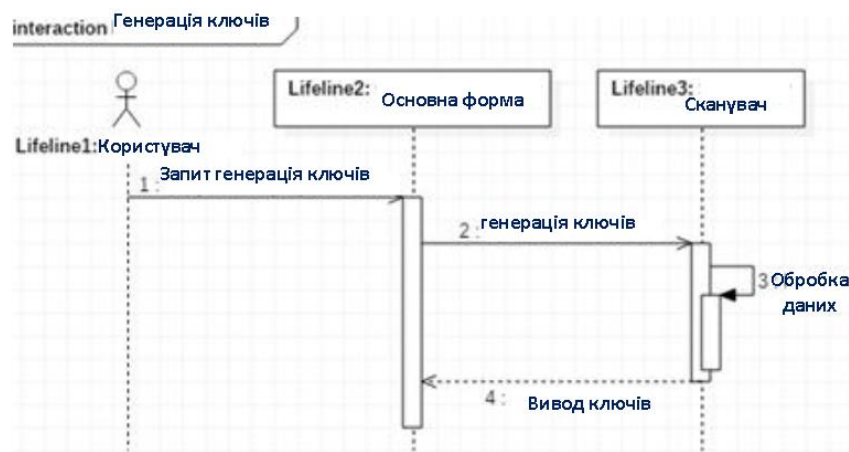 interaction Генерація ключів
Lifeline2: Основна форма
Lifeline3: Сканувач
Lifeline1:Користувач
1 : Запит генерація ключів
2 : генерація ключів
3 Обробка
даних
4 : Вивод ключів